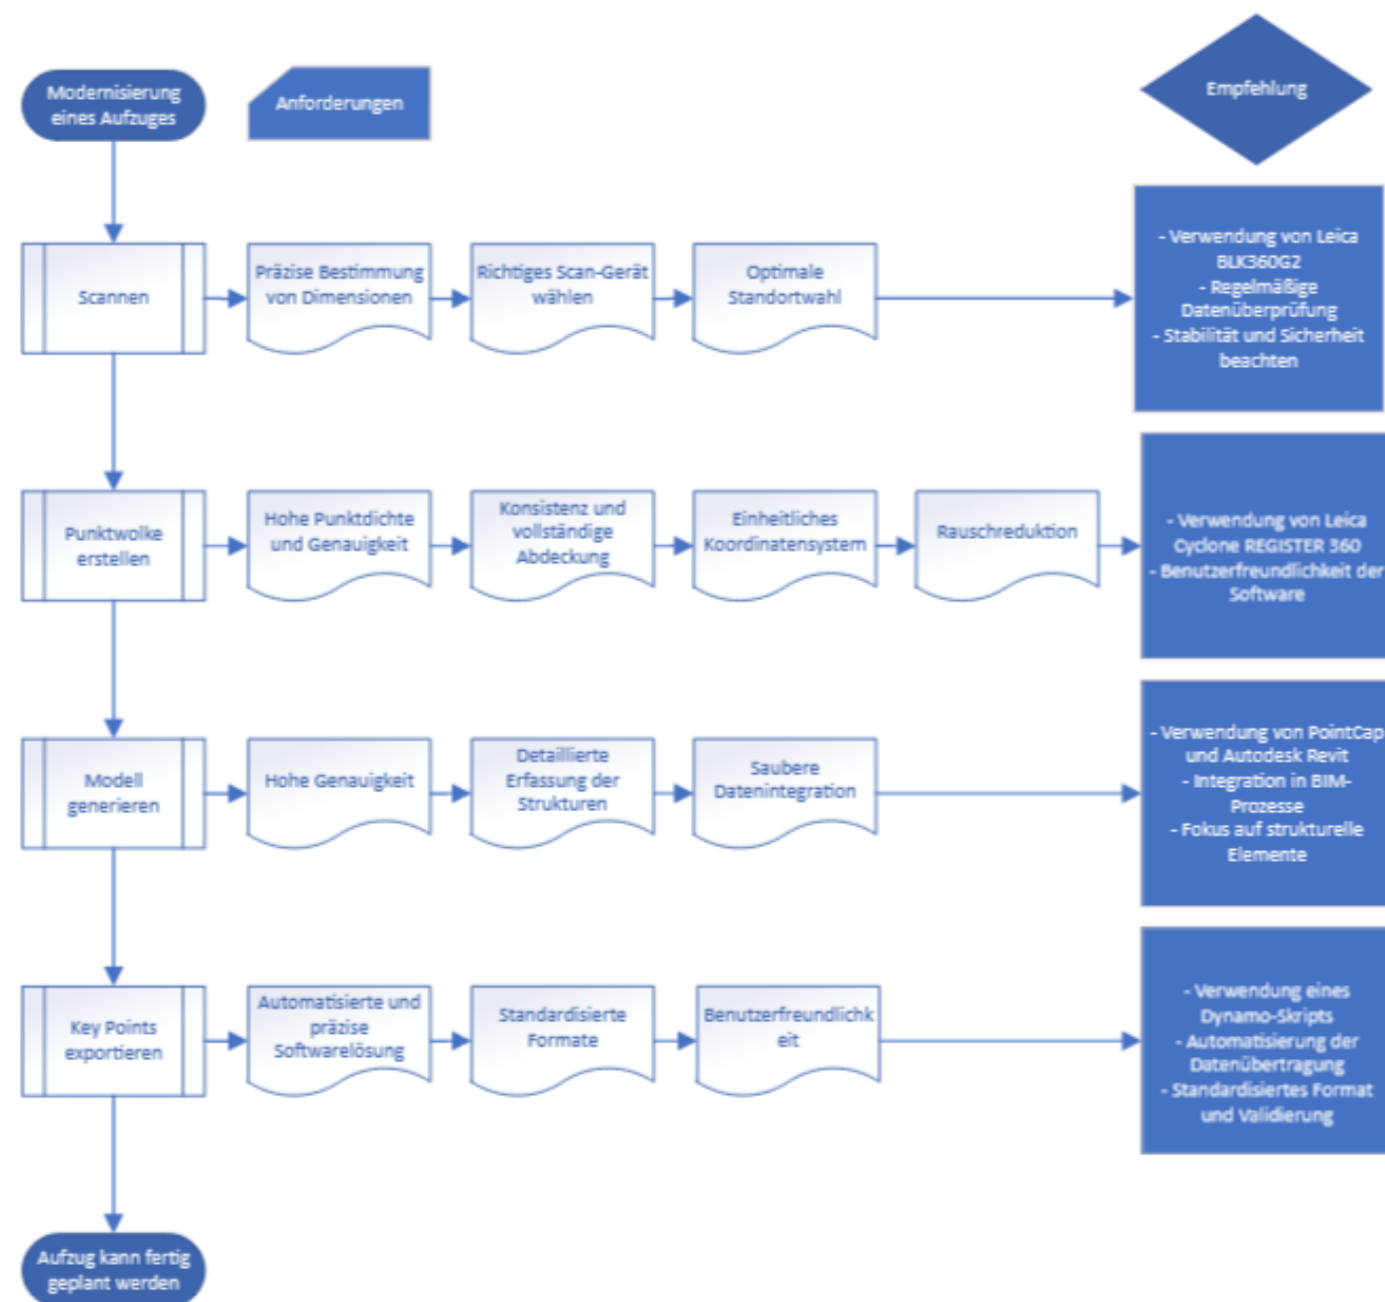 Modernisierung
eines Aufzuges
Anforderungen
Empfehlung
Scannen
Präzise Bestimmung
von Dimensionen
Richtiges Scan-Gerät
wählen
Optimale
Standortwahl
- Verwendung von Leica
BLK360G2
- Regelmäßige
Datenüberprüfung
- Stabilität und Sicherheit
beachten
Punktwolke
erstellen
Hohe Punktdichte
und Genauigkeit
Konsistenz und
vollständige
Abdeckung
Einheitliches
Koordinatensystem
Rauschreduktion
- Verwendung von Leica
Cyclone REGISTER 360
- Benutzerfreundlichkeit der
Software
Modell
generieren
Hohe Genauigkeit
Detaillierte
Erfassung der
Strukturen
Saubere
Datenintegration
- Verwendung von PointCap
und Autodesk Revit
- Integration in BIM-
Prozesse
- Fokus auf strukturelle
Elemente
Key Points
exportieren
Automatisierte und
präzise
Softwarelösung
Standardisierte
Formate
Benutzerfreundlichk
eit
- Verwendung eines
Dynamo-Skripts
- Automatisierung der
Datenübertragung
- Standardisiertes Format
und Validierung
Aufzug kann fertig
geplant werden